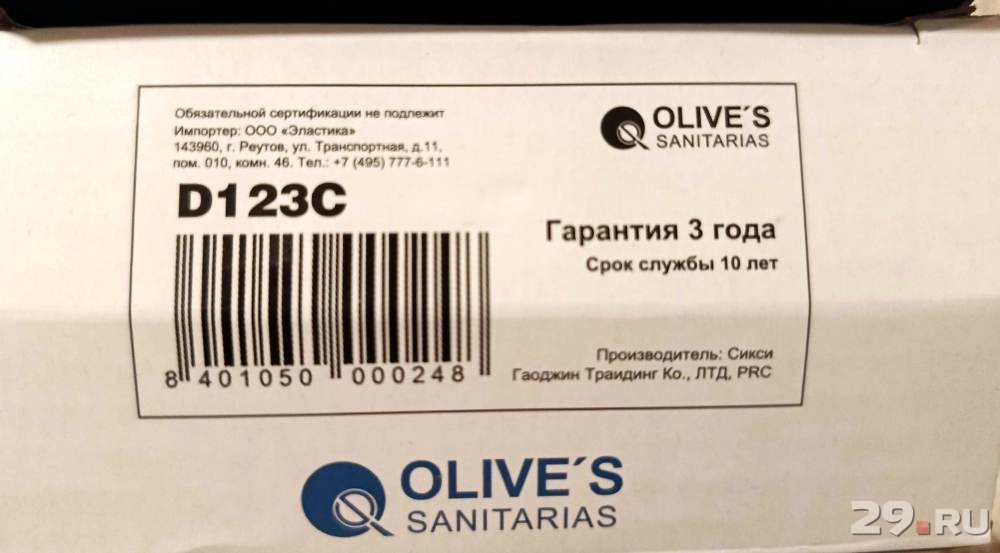 Обязательной сертификации не подлежит
Импортер: ООО «Эластика»
143960, г. Реутов, ул. Транспортная, д.11,
пом. 010, комн. 46. Тел.: +7 (495) 777-6-111
D123C
OLIVE´S
SANITARIAS
Гарантия 3 года
Срок службы 10 лет
8 401050 000248
Производитель: Сикси
Гаоджин Траидинг Ко., ЛТД, PRC
OLIVE´S
SANITARIAS
29.RU